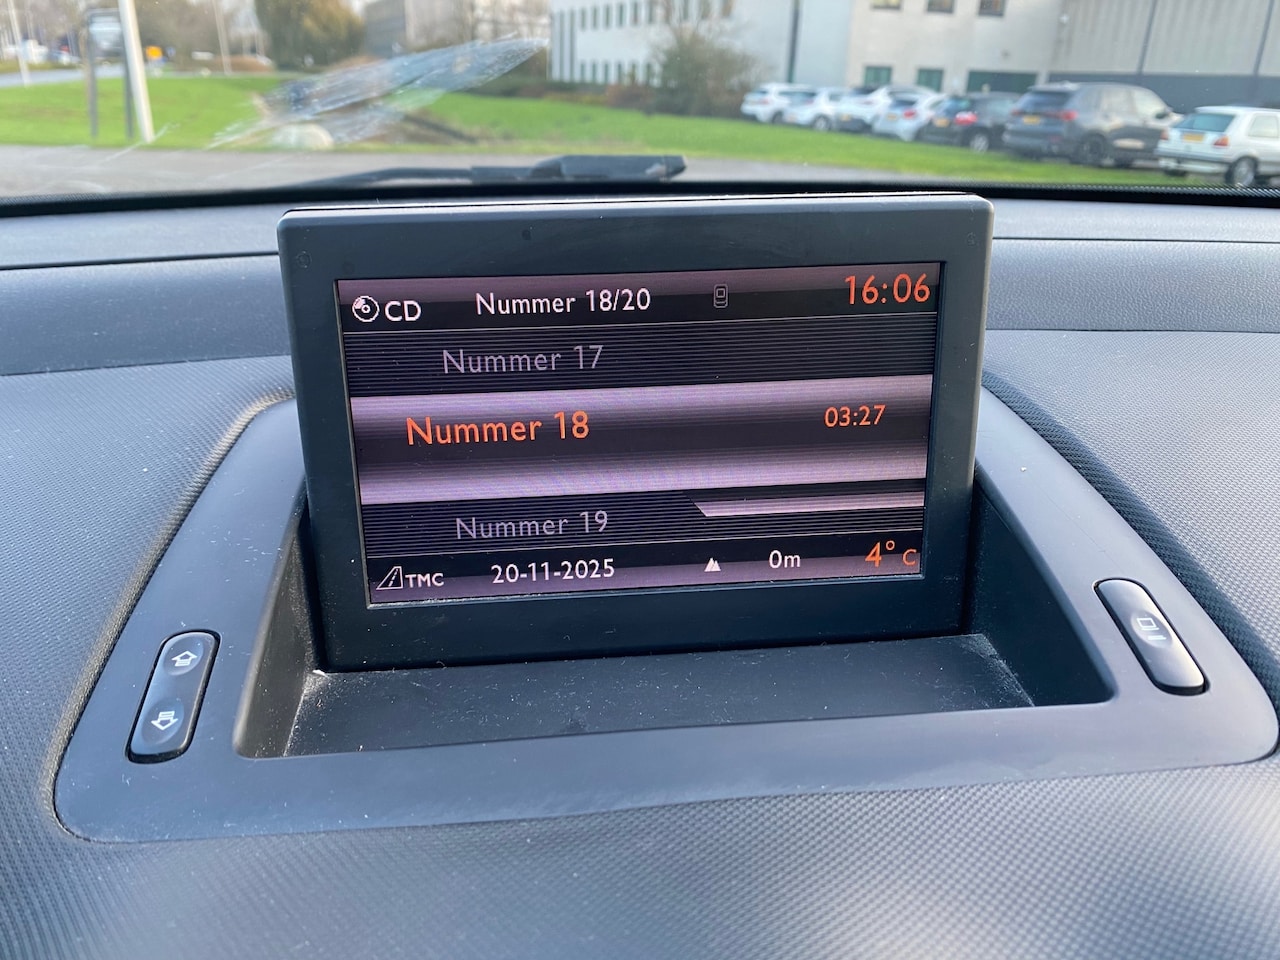 CD Nummer 18/20 16:06
Nummer 17
Nummer 18 03:27
Nummer 19
TMC 20-11-2025 0m 4° C